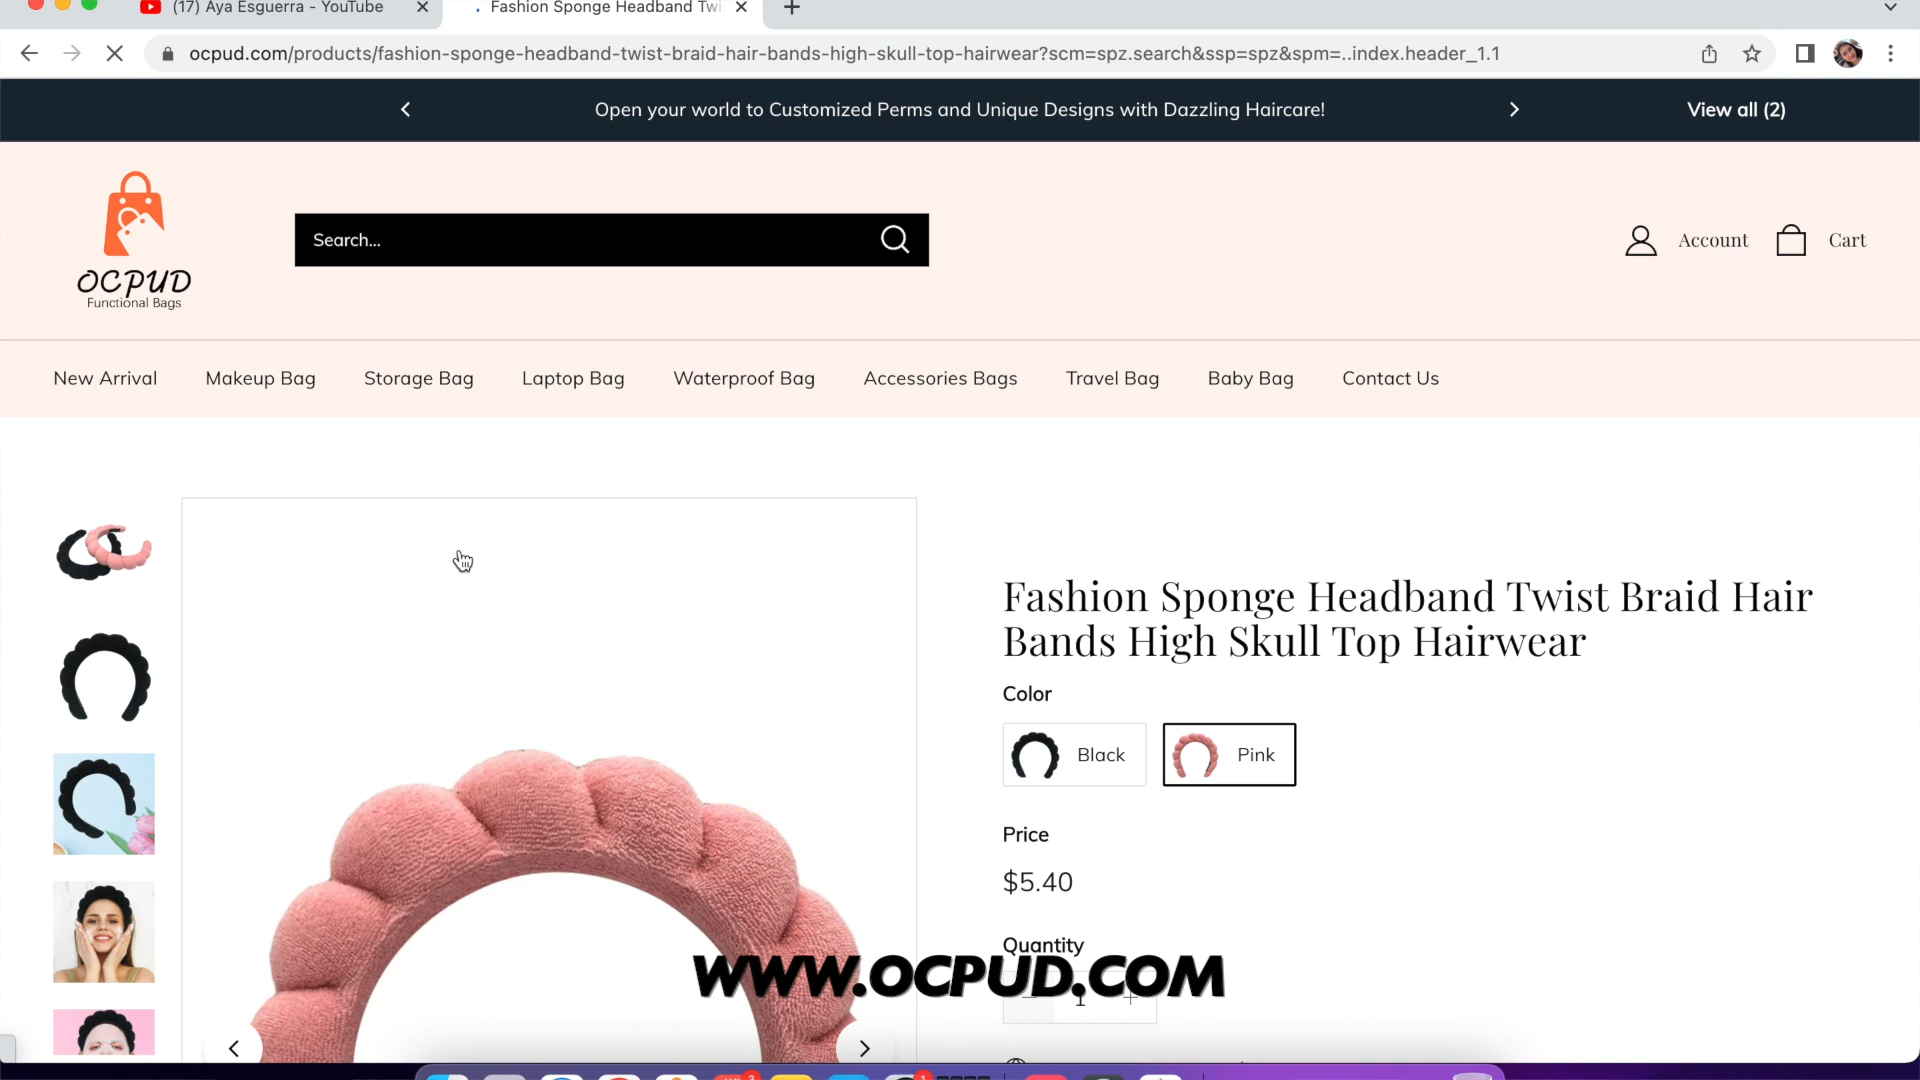 (17) Aya Esguerra - YouTube
Fashion Sponge Headband Twi
ocpud.com/products/fashion-sponge-headband-twist-braid-hair-bands-high-skull-top-hairwear?scm=spz.search&ssp=spz&spm=..index.header_1.1
Open your world to Customized Perms and Unique Designs with Dazzling Haircare!
View all (2)
OCPUD
Functional Bags
Search...
Account
Cart
New Arrival
Makeup Bag
Storage Bag
Laptop Bag
Waterproof Bag
Accessories Bags
Travel Bag
Baby Bag
Contact Us
Fashion Sponge Headband Twist Braid Hair
Bands High Skull Top Hairwear
Color
Black
Pink
Price
$5.40
Quantity
1
WWW.OCPUD.COM